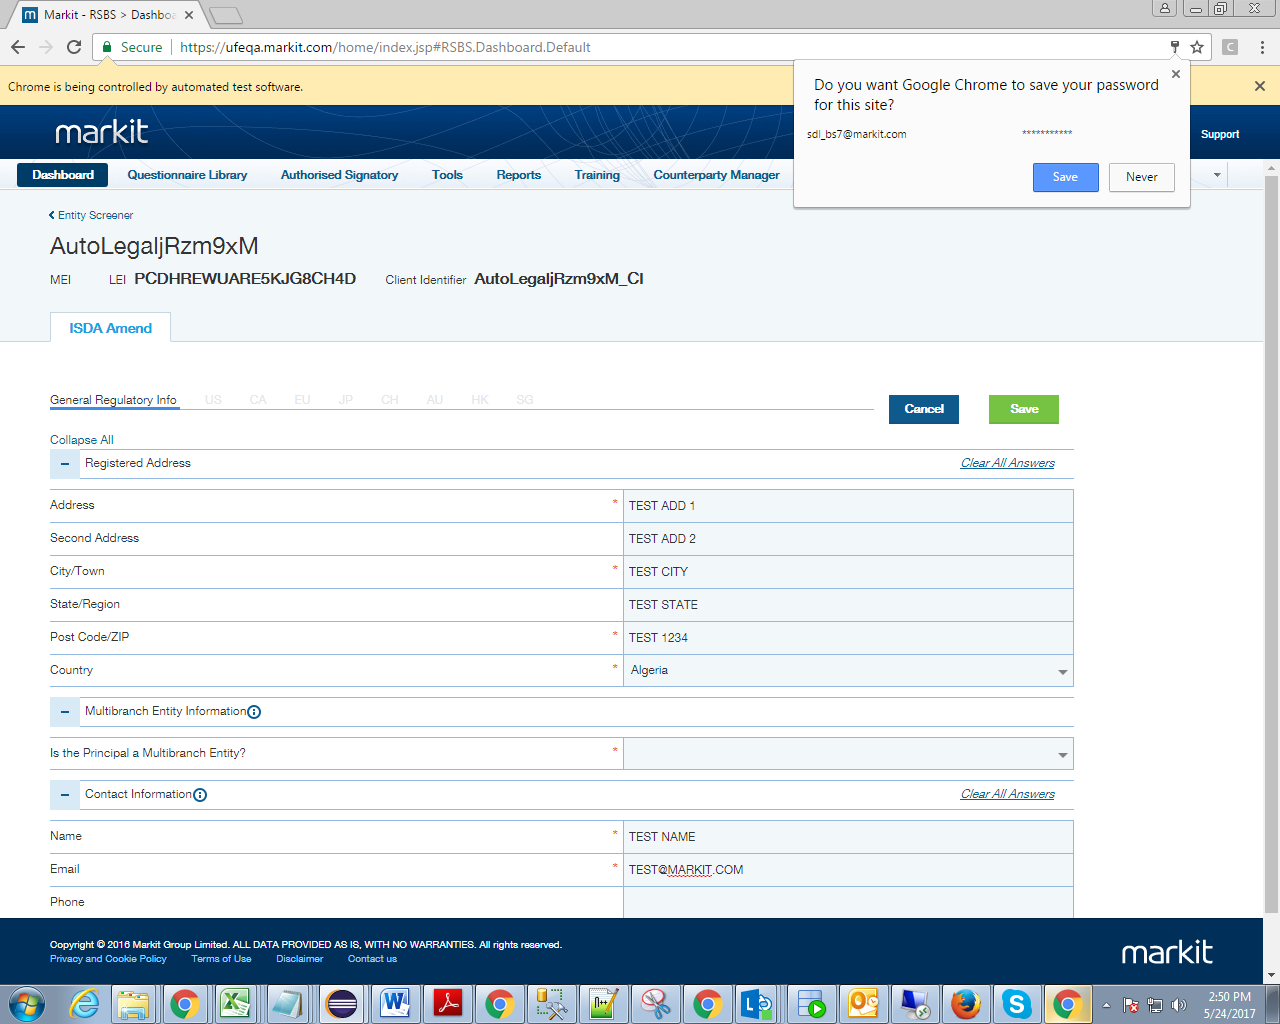 Markit - RSBS > Dashboa
Secure
https://ufeqa.markit.com/home/index.jsp#RSBS.Dashboard.Default
Chrome is being controlled by automated test software.
Do you want Google Chrome to save your password
for this site?
sdl_bs7@markit.com ***********
Save Never
markit
Support
Dashboard Questionnaire Library Authorised Signatory Tools Reports Training Counterparty Manager
Entity Screener
AutoLegaljRzm9xM
MEI LEI PCDHREWUARE5KJG8CH4D Client Identifier AutoLegaljRzm9xM_CI
ISDA Amend
General Regulatory Info US CA EU JP CH AU HK SG Cancel Save
Collapse All
Registered Address Clear All Answers
Address * TEST ADD 1
Second Address TEST ADD 2
City/Town * TEST CITY
State/Region TEST STATE
Post Code/ZIP * TEST 1234
Country * Algeria
Multibranch Entity Information
Is the Principal a Multibranch Entity? *
Contact Information Clear All Answers
Name * TEST NAME
Email * TEST@MARKIT.COM
Phone
Copyright © 2016 Markit Group Limited. ALL DATA PROVIDED AS IS, WITH NO WARRANTIES. All rights reserved.
Privacy and Cookie Policy Terms of Use Disclaimer Contact us
markit
2:50 PM
5/24/2017